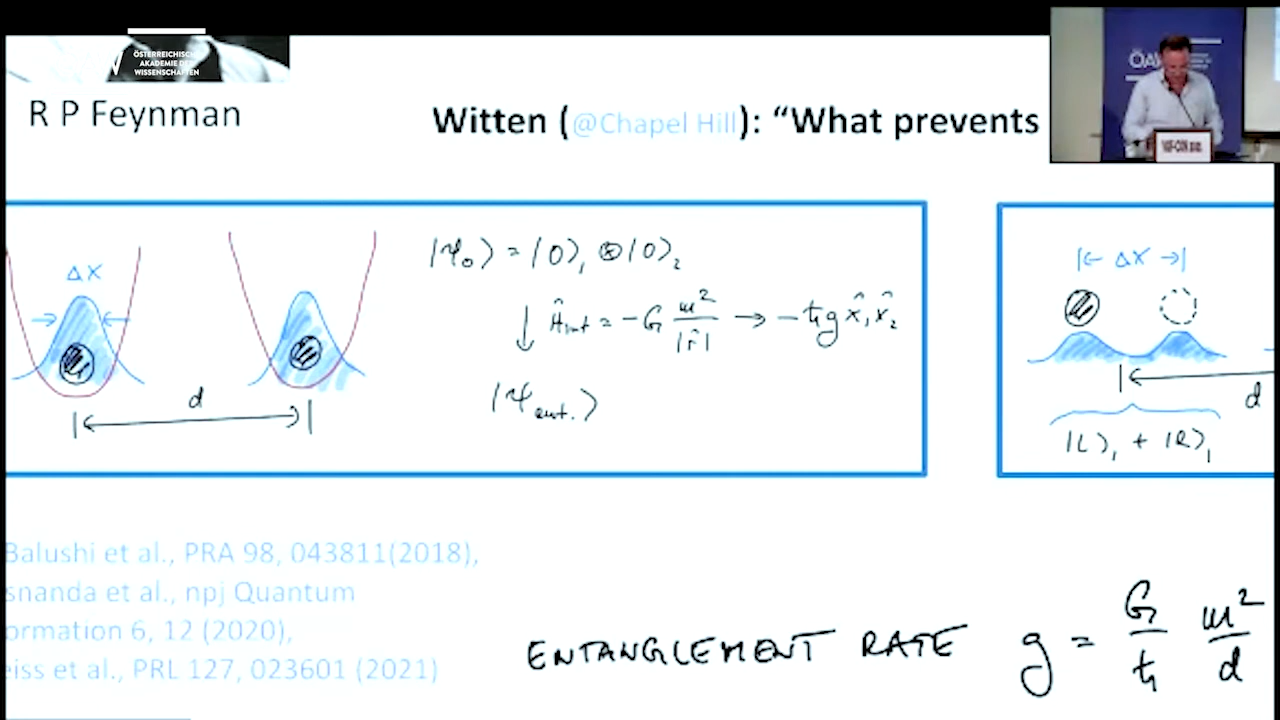 ÖSTERREICHISCHE
AKADEMIE DER
WISSENSCHAFTEN
ÖAW
R P Feynman
Witten (@Chapel Hill): “What prevents
Δx
d
|ψ₀⟩ = |0⟩₁ ⊗ |0⟩₂
↓ Ĥint = -G m²/|r̂| → -ħg x̂₁x̂₂
|ψent.⟩
|← Δx →|
d
|L⟩₁ + |R⟩₁
Balushi et al., PRA 98, 043811(2018),
snanda et al., npj Quantum
ormation 6, 12 (2020),
eiss et al., PRL 127, 023601 (2021)
ENTANGLEMENT RATE g = G/ħ m²/d